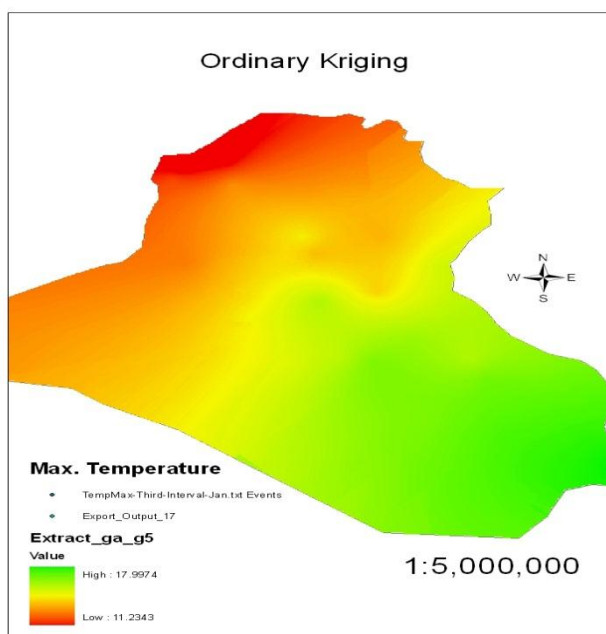 Ordinary Kriging
N
W E
S
Max. Temperature
TempMax-Third-Interval-Jan.txt Events
Export_Output_17
Extract_ga_g5
Value
High : 17.9974
Low : 11.2343
1:5,000,000